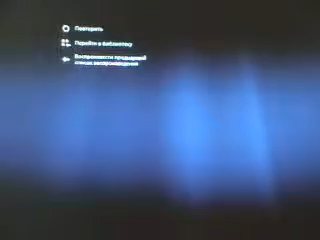 Повторить
Перейти в библиотеку
Воспроизвести предыдущий
список воспроизведения